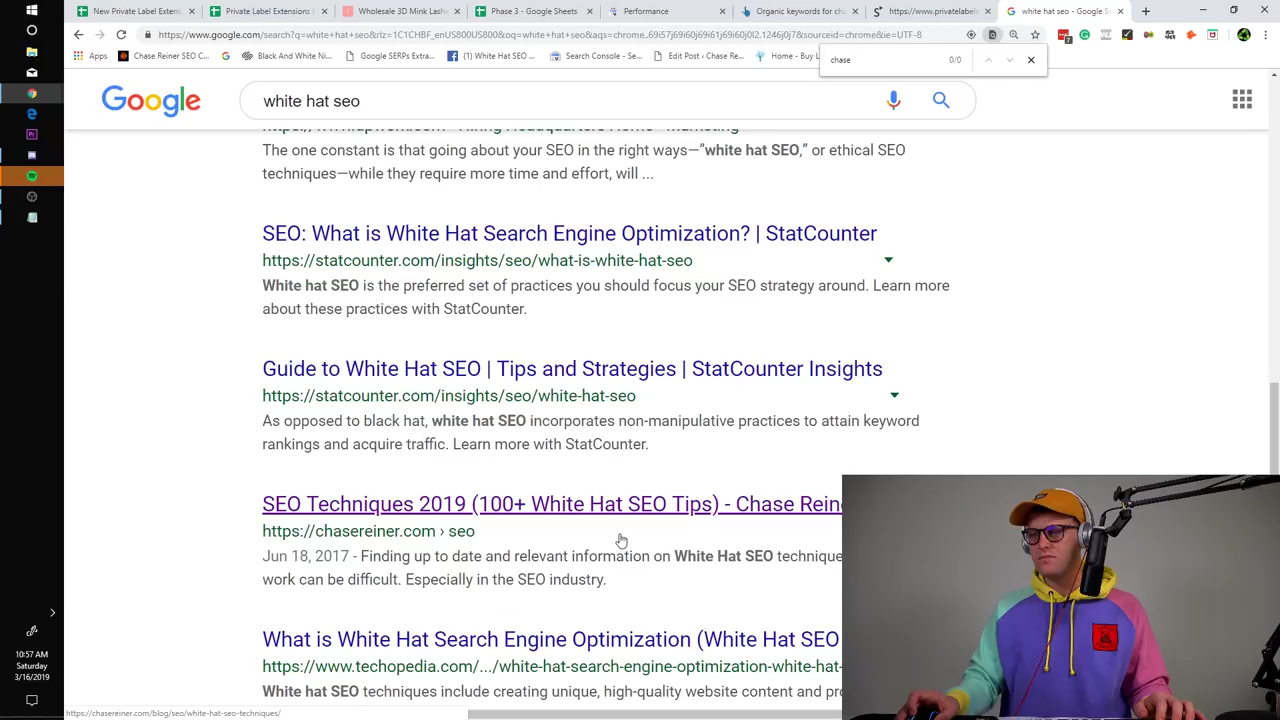 New Private Label Extensi
Private Label Extensions
Wholesale 3D Mink Lashes
Phase 3 - Google Sheets
Performance
Organic keywords for ch
https://www.privatelabe
white hat seo - Google S
https://www.google.com/search?q=white+hat+seo&rlz=1C1CHBF_enUS800US800&oq=white+hat+seo&aqs=chrome..69i57j69i60j69i61j69i60j0l2.1246j0j7&sourceid=chrome&ie=UTF-8
Apps
Chase Reiner SEO C...
Black And White Ni...
Google SERPs Extra...
(1) White Hat SEO ...
Search Console - Se...
Edit Post ‹ Chase Re...
Home - Buy L
chase
0/0
Google
white hat seo
The one constant is that going about your SEO in the right ways—"white hat SEO," or ethical SEO
techniques—while they require more time and effort, will ...
SEO: What is White Hat Search Engine Optimization? | StatCounter
https://statcounter.com/insights/seo/what-is-white-hat-seo
White hat SEO is the preferred set of practices you should focus your SEO strategy around. Learn more
about these practices with StatCounter.
Guide to White Hat SEO | Tips and Strategies | StatCounter Insights
https://statcounter.com/insights/seo/white-hat-seo
As opposed to black hat, white hat SEO incorporates non-manipulative practices to attain keyword
rankings and acquire traffic. Learn more with StatCounter.
SEO Techniques 2019 (100+ White Hat SEO Tips) - Chase Rein
https://chasereiner.com › seo
Jun 18, 2017 - Finding up to date and relevant information on White Hat SEO technique
work can be difficult. Especially in the SEO industry.
What is White Hat Search Engine Optimization (White Hat SEO
https://www.techopedia.com/.../white-hat-search-engine-optimization-white-hat-
White hat SEO techniques include creating unique, high-quality website content and pro
https://chasereiner.com/blog/seo/white-hat-seo-techniques/
10:57 AM
Saturday
3/16/2019